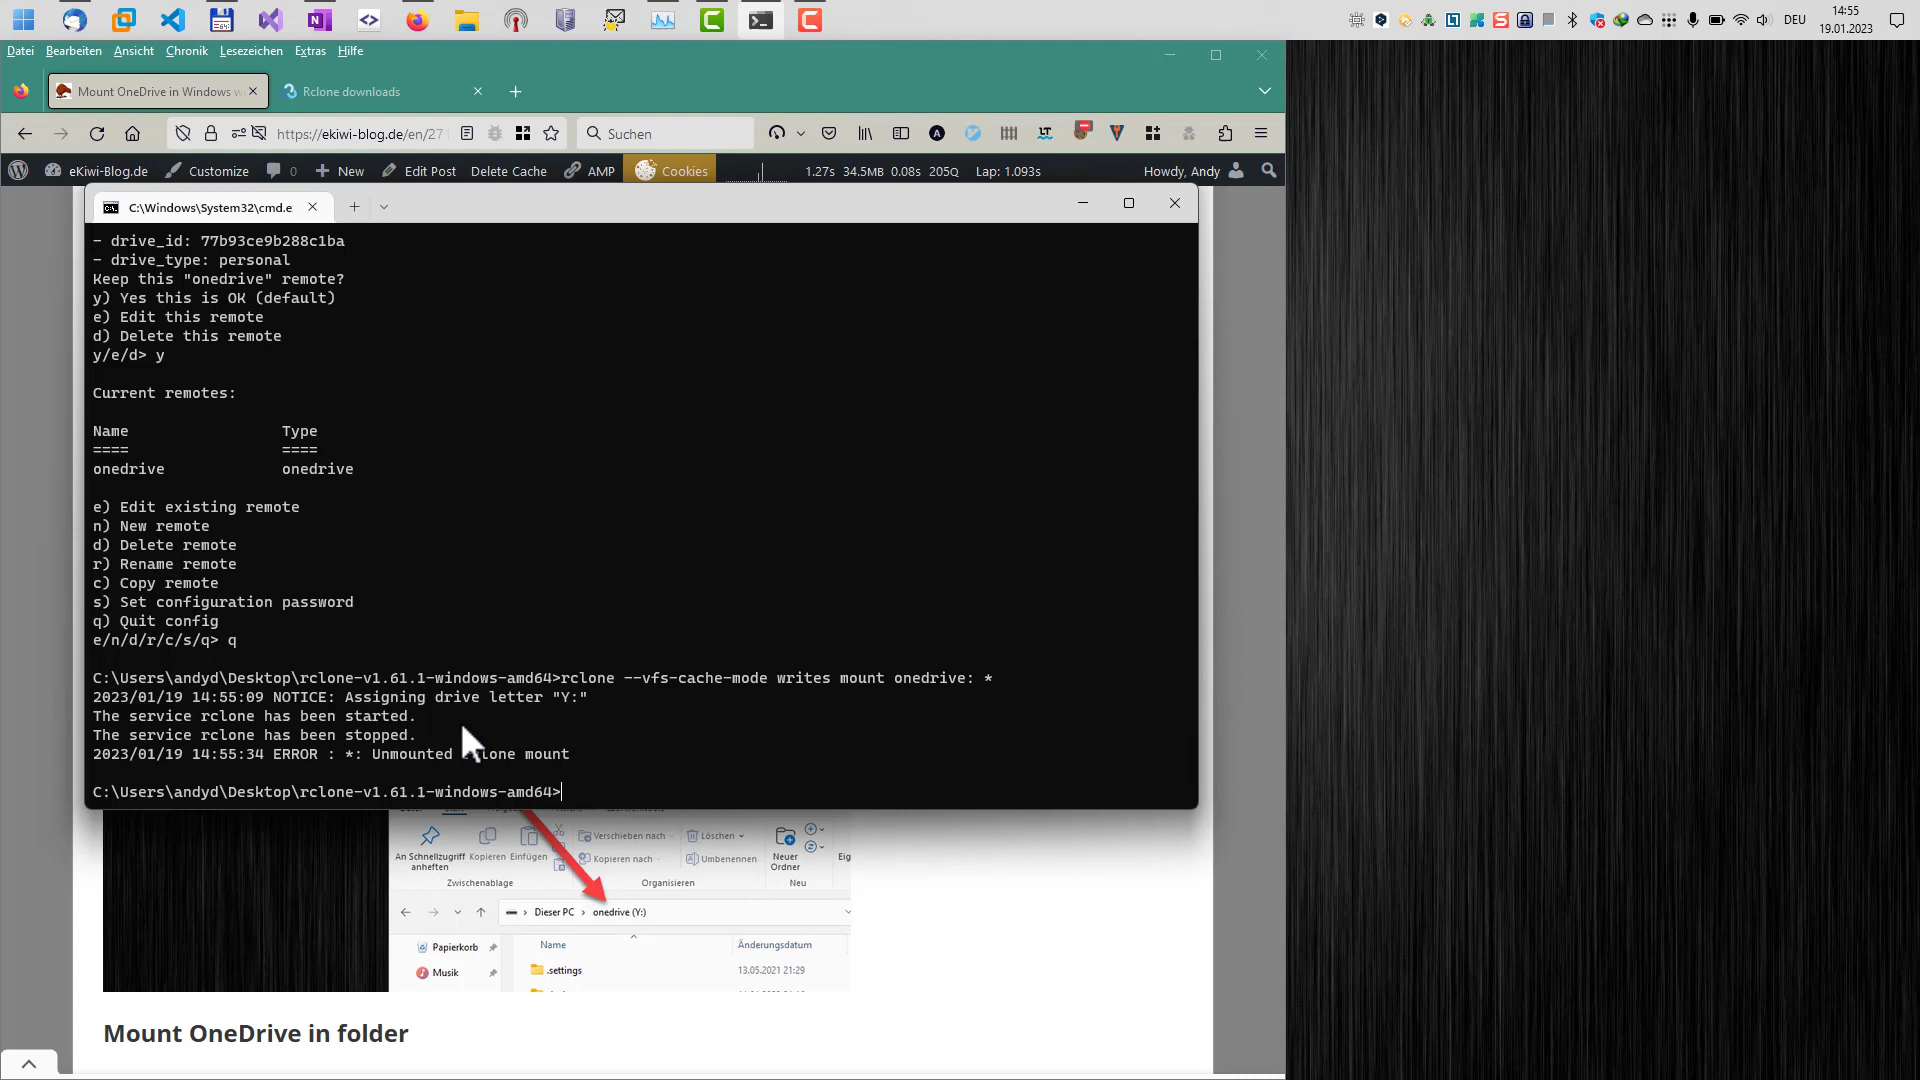 14:55
DEU
19.01.2023
Datei Bearbeiten Ansicht Chronik Lesezeichen Extras Hilfe
Mount OneDrive in Windows w
Rclone downloads
https://ekiwi-blog.de/en/271
Suchen
eKiwi-Blog.de Customize 0 New Edit Post Delete Cache AMP Cookies 1.27s 34.5MB 0.08s 205Q Lap: 1.093s Howdy, Andy
C:\Windows\System32\cmd.e
- drive_id: 77b93ce9b288c1ba
- drive_type: personal
Keep this "onedrive" remote?
y) Yes this is OK (default)
e) Edit this remote
d) Delete this remote
y/e/d> y
Current remotes:
Name Type
==== ====
onedrive onedrive
e) Edit existing remote
n) New remote
d) Delete remote
r) Rename remote
c) Copy remote
s) Set configuration password
q) Quit config
e/n/d/r/c/s/q> q
C:\Users\andyd\Desktop\rclone-v1.61.1-windows-amd64>rclone --vfs-cache-mode writes mount onedrive: *
2023/01/19 14:55:09 NOTICE: Assigning drive letter "Y:"
The service rclone has been started.
The service rclone has been stopped.
2023/01/19 14:55:34 ERROR : *: Unmounted rclone mount
C:\Users\andyd\Desktop\rclone-v1.61.1-windows-amd64>
An Schnellzugriff anheften Kopieren Einfügen
Verschieben nach Löschen
Kopieren nach Umbenennen
Neuer Ordner
Eig
Zwischenablage Organisieren Neu
Dieser PC > onedrive (Y:)
Papierkorb
Name Änderungsdatum
Musik
.settings 13.05.2021 21:29
Mount OneDrive in folder